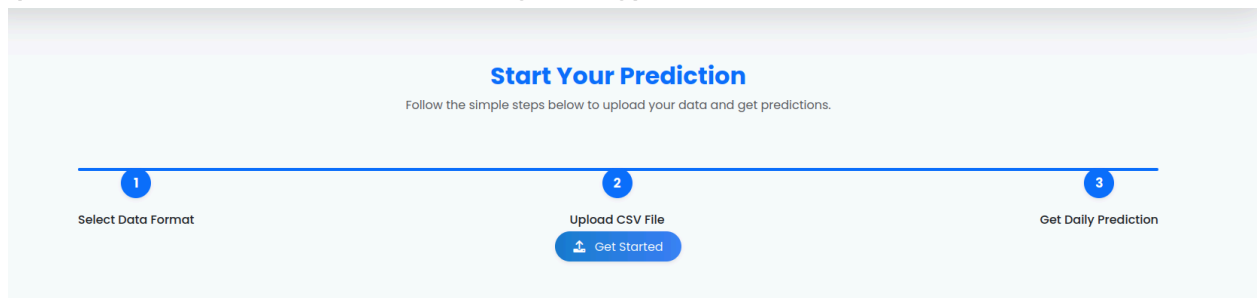 Start Your Prediction
Follow the simple steps below to upload your data and get predictions.
1
2
3
Select Data Format
Upload CSV File
Get Daily Prediction
Get Started